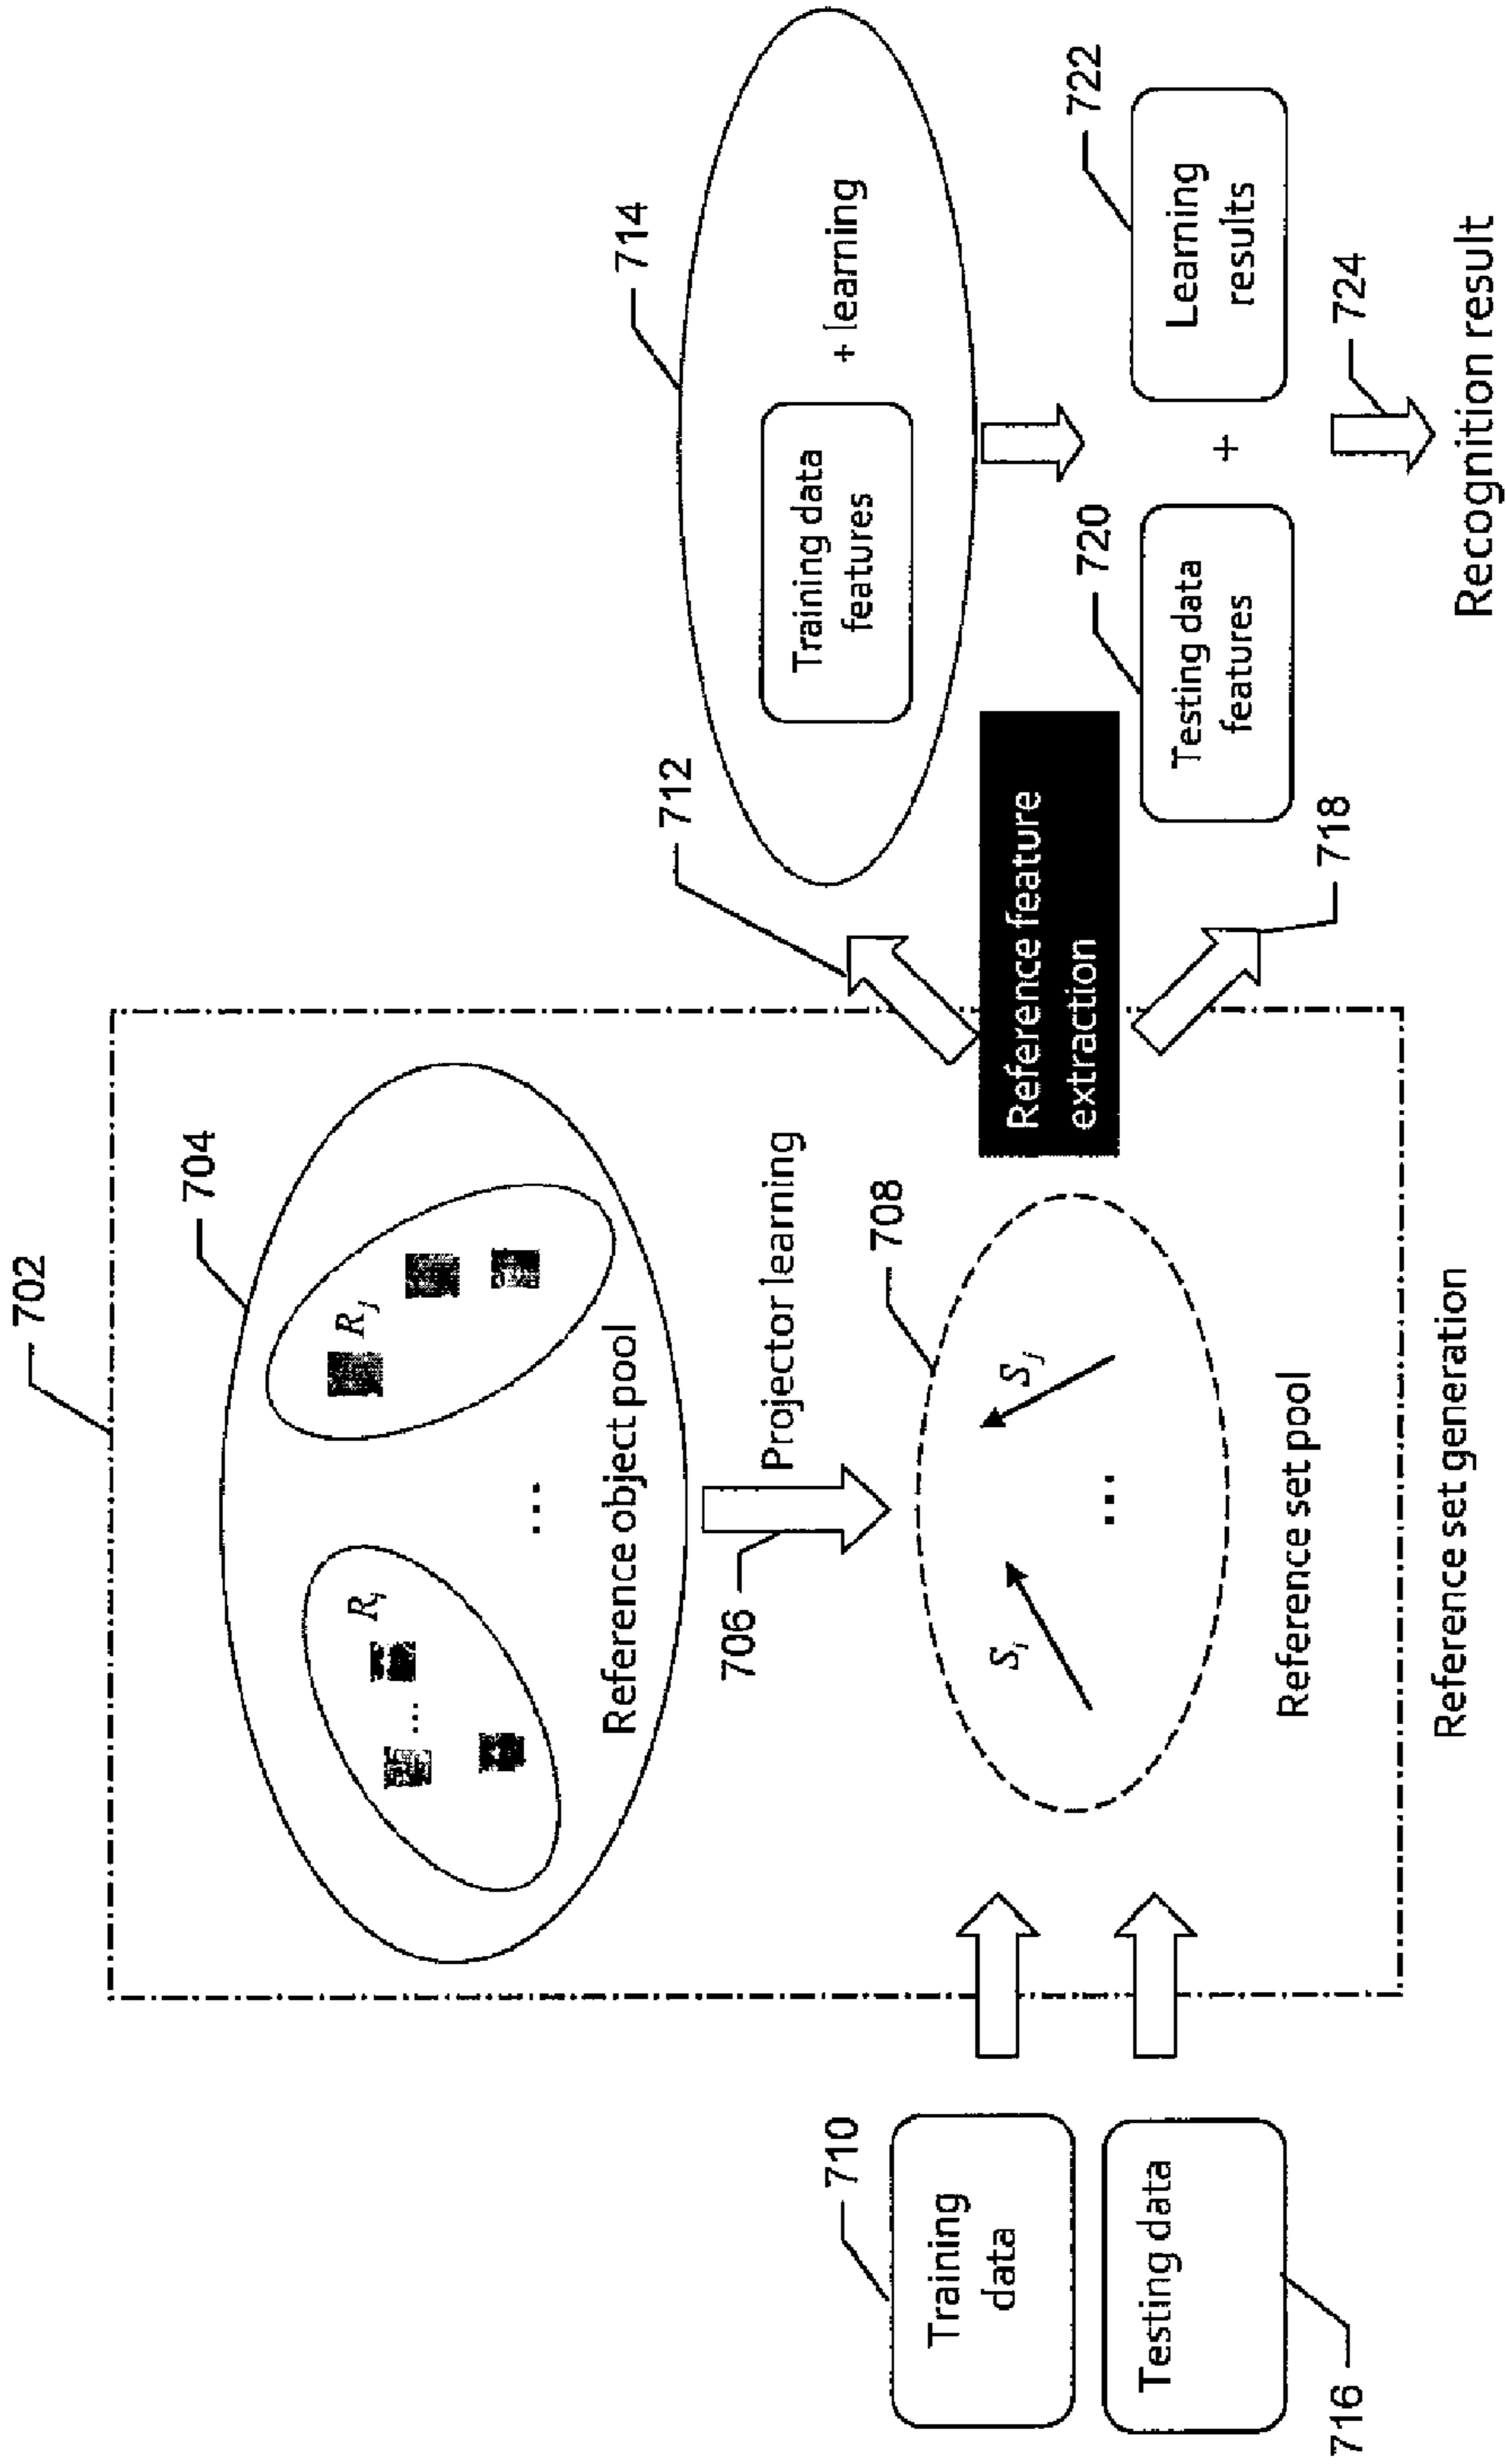 702
704
R_i
R_j
...
...
Reference object pool
706
Projector learning
708
S_i
S_j
...
Reference set pool
Reference set generation
710
Training
data
Testing data
716
712
714
Training data
features
+ learning
Reference feature
extraction
718
720
Testing data
features
+
722
Learning
results
724
Recognition result